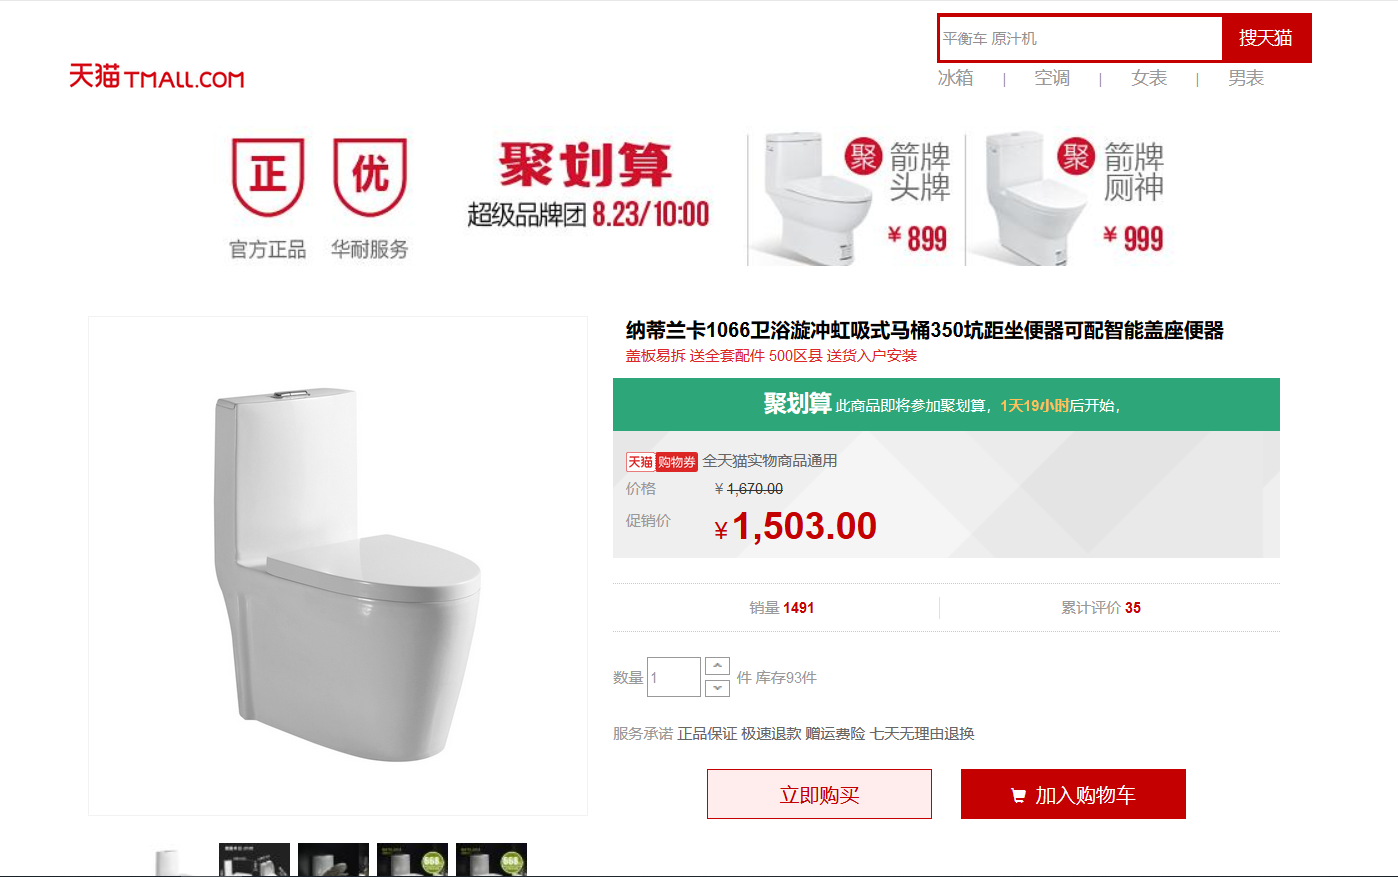 平衡车 原汁机
搜天猫
天猫 TMALL.COM
冰箱 | 空调 | 女表 | 男表
正 优
官方正品 华耐服务
聚划算
超级品牌团 8.23/10:00
聚 箭牌
头牌
¥ 899
聚 箭牌
厕神
¥ 999
纳蒂兰卡1066卫浴漩冲虹吸式马桶350坑距坐便器可配智能盖座便器
盖板易拆 送全套配件 500区县 送货入户安装
聚划算 此商品即将参加聚划算，1天19小时后开始，
天猫 购物券 全天猫实物商品通用
价格 ¥ 1,670.00
促销价 ¥ 1,503.00
销量 1491
累计评价 35
数量 1 件 库存93件
服务承诺 正品保证 极速退款 赠运费险 七天无理由退换
立即购买
加入购物车
668
668